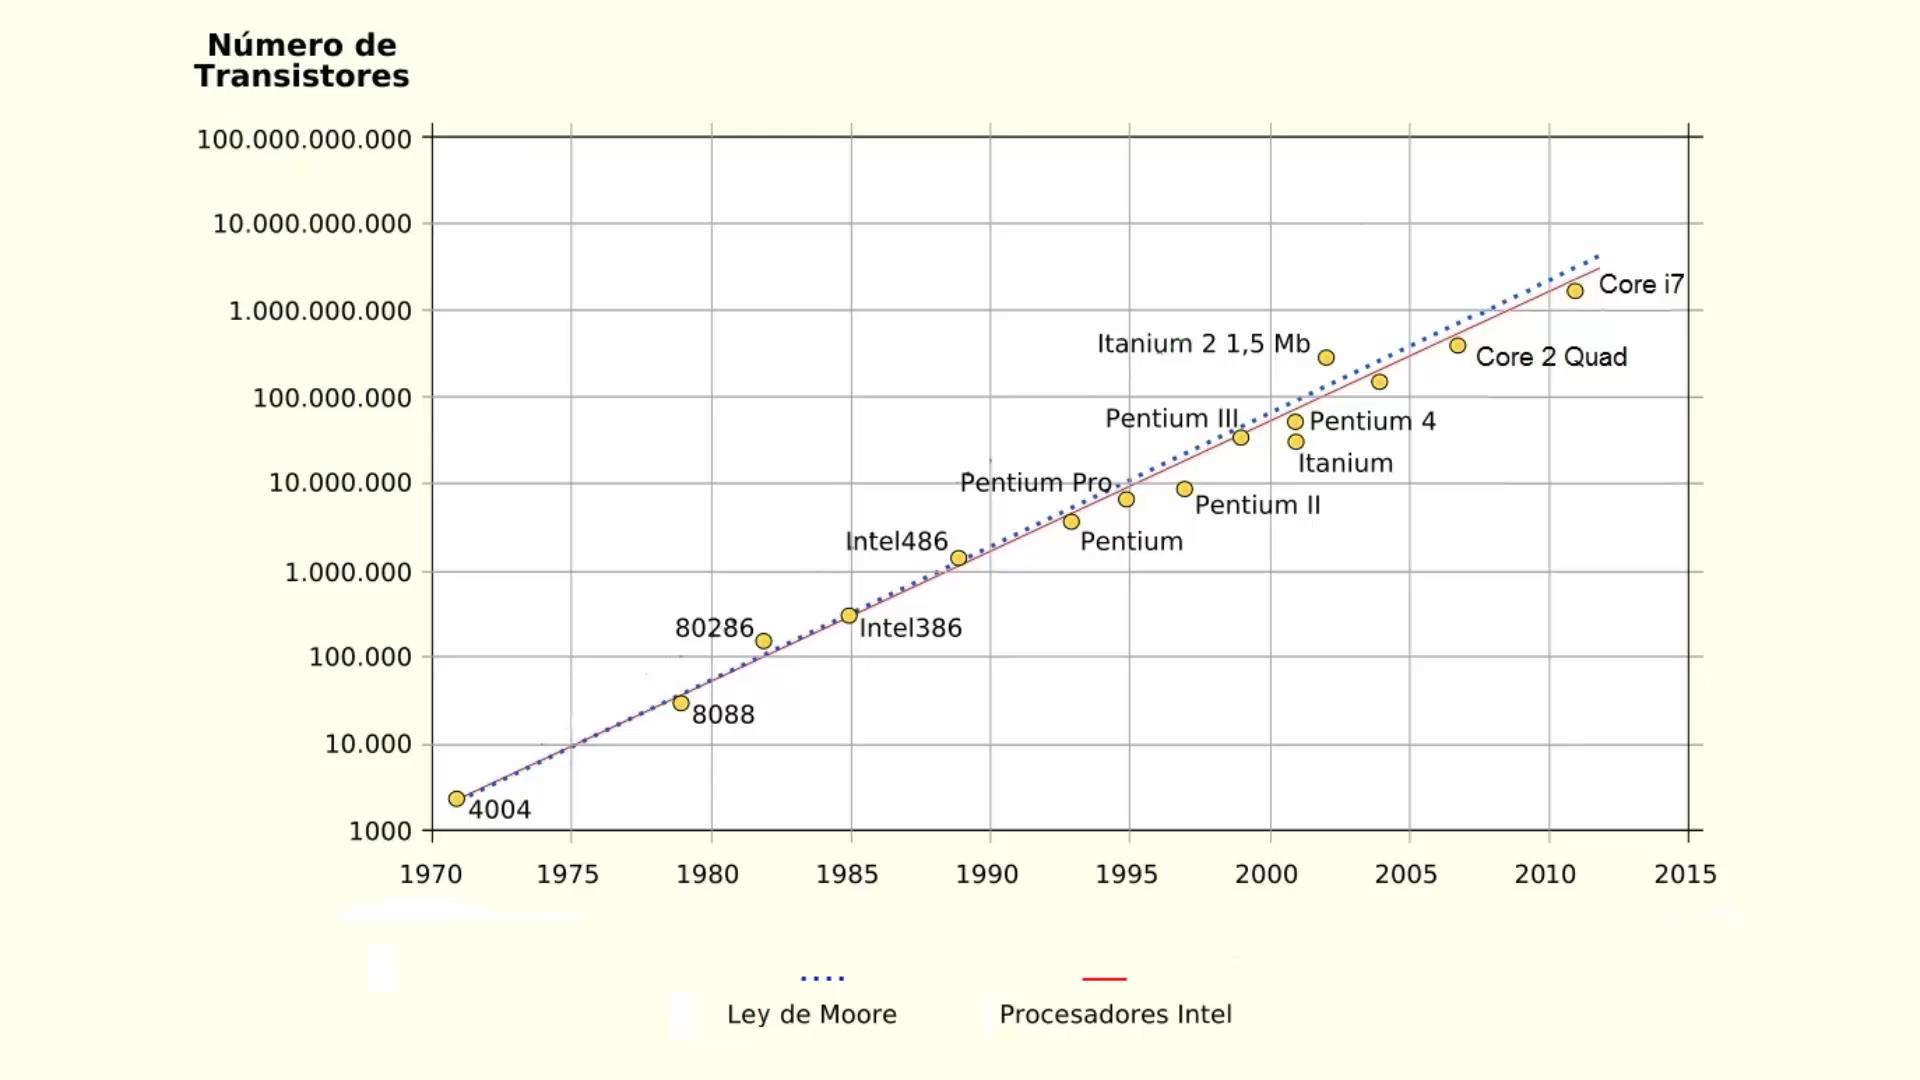 Número de
Transistores
100.000.000.000
10.000.000.000
1.000.000.000
100.000.000
10.000.000
1.000.000
100.000
10.000
1000
Core i7
Itanium 2 1,5 Mb
Core 2 Quad
Pentium III
Pentium 4
Itanium
Pentium Pro
Pentium II
Intel486
Pentium
80286
Intel386
8088
4004
1970 1975 1980 1985 1990 1995 2000 2005 2010 2015
Ley de Moore
Procesadores Intel